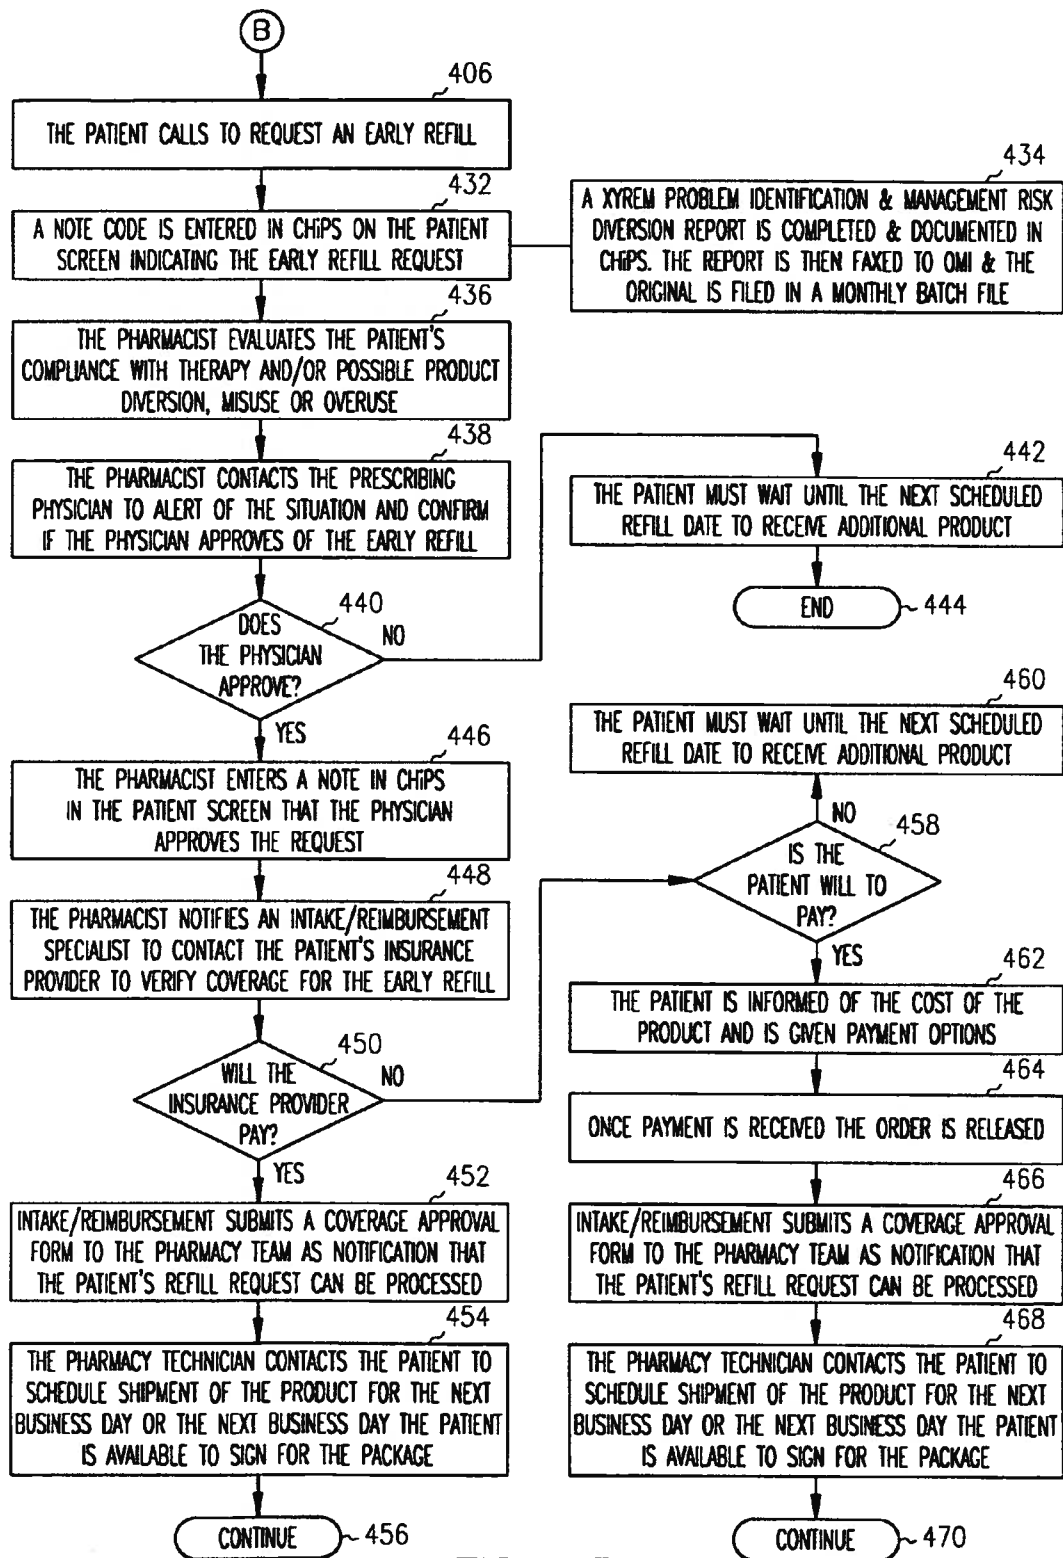 B
406
THE PATIENT CALLS TO REQUEST AN EARLY REFILL
432
A NOTE CODE IS ENTERED IN CHiPS ON THE PATIENT
SCREEN INDICATING THE EARLY REFILL REQUEST
434
A XYREM PROBLEM IDENTIFICATION & MANAGEMENT RISK
DIVERSION REPORT IS COMPLETED & DOCUMENTED IN
CHiPS. THE REPORT IS THEN FAXED TO OMI & THE
ORIGINAL IS FILED IN A MONTHLY BATCH FILE
436
THE PHARMACIST EVALUATES THE PATIENT'S
COMPLIANCE WITH THERAPY AND/OR POSSIBLE PRODUCT
DIVERSION, MISUSE OR OVERUSE
438
THE PHARMACIST CONTACTS THE PRESCRIBING
PHYSICIAN TO ALERT OF THE SITUATION AND CONFIRM
IF THE PHYSICIAN APPROVES OF THE EARLY REFILL
440
DOES
THE PHYSICIAN
APPROVE?
NO
442
THE PATIENT MUST WAIT UNTIL THE NEXT SCHEDULED
REFILL DATE TO RECEIVE ADDITIONAL PRODUCT
END
444
YES
446
THE PHARMACIST ENTERS A NOTE IN CHiPS
IN THE PATIENT SCREEN THAT THE PHYSICIAN
APPROVES THE REQUEST
448
THE PHARMACIST NOTIFIES AN INTAKE/REIMBURSEMENT
SPECIALIST TO CONTACT THE PATIENT'S INSURANCE
PROVIDER TO VERIFY COVERAGE FOR THE EARLY REFILL
450
WILL THE
INSURANCE PROVIDER
PAY?
NO
YES
452
INTAKE/REIMBURSEMENT SUBMITS A COVERAGE APPROVAL
FORM TO THE PHARMACY TEAM AS NOTIFICATION THAT
THE PATIENT'S REFILL REQUEST CAN BE PROCESSED
454
THE PHARMACY TECHNICIAN CONTACTS THE PATIENT TO
SCHEDULE SHIPMENT OF THE PRODUCT FOR THE NEXT
BUSINESS DAY OR THE NEXT BUSINESS DAY THE PATIENT
IS AVAILABLE TO SIGN FOR THE PACKAGE
CONTINUE
456
460
THE PATIENT MUST WAIT UNTIL THE NEXT SCHEDULED
REFILL DATE TO RECEIVE ADDITIONAL PRODUCT
NO
458
IS THE
PATIENT WILL TO
PAY?
YES
462
THE PATIENT IS INFORMED OF THE COST OF THE
PRODUCT AND IS GIVEN PAYMENT OPTIONS
464
ONCE PAYMENT IS RECEIVED THE ORDER IS RELEASED
466
INTAKE/REIMBURSEMENT SUBMITS A COVERAGE APPROVAL
FORM TO THE PHARMACY TEAM AS NOTIFICATION THAT
THE PATIENT'S REFILL REQUEST CAN BE PROCESSED
468
THE PHARMACY TECHNICIAN CONTACTS THE PATIENT TO
SCHEDULE SHIPMENT OF THE PRODUCT FOR THE NEXT
BUSINESS DAY OR THE NEXT BUSINESS DAY THE PATIENT
IS AVAILABLE TO SIGN FOR THE PACKAGE
CONTINUE
470